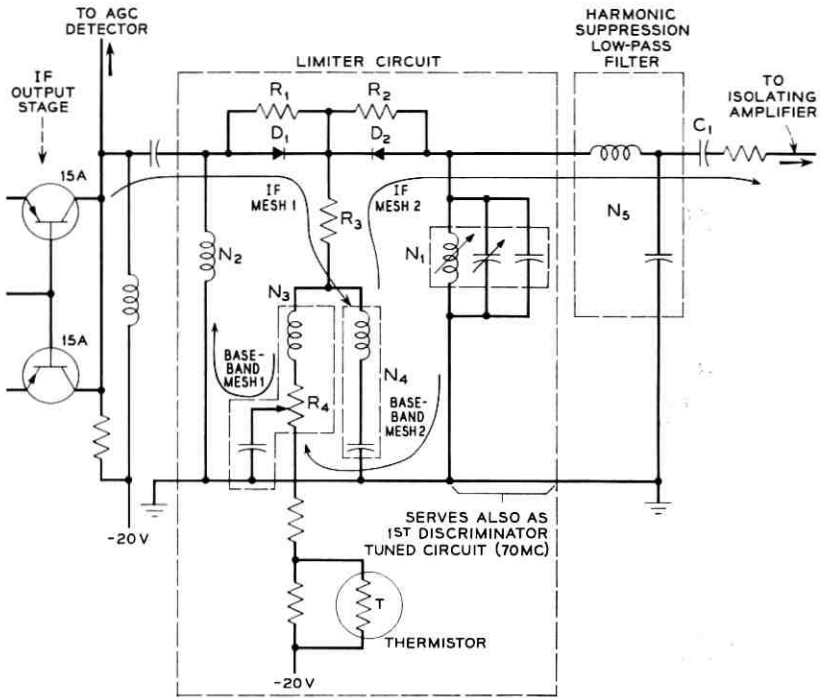 TO AGC
DETECTOR
HARMONIC
SUPPRESSION
LOW-PASS
FILTER
LIMITER CIRCUIT
IF
OUTPUT
STAGE
R1
R2
TO
ISOLATING
AMPLIFIER
D1
D2
C1
15A
IF
MESH 1
IF
MESH 2
R3
N5
N1
N2
N3
BASE-
BAND
MESH 1
15A
N4
R4
BASE-
BAND
MESH 2
SERVES ALSO AS
1ST DISCRIMINATOR
TUNED CIRCUIT (70MC)
-20V
T
THERMISTOR
-20V